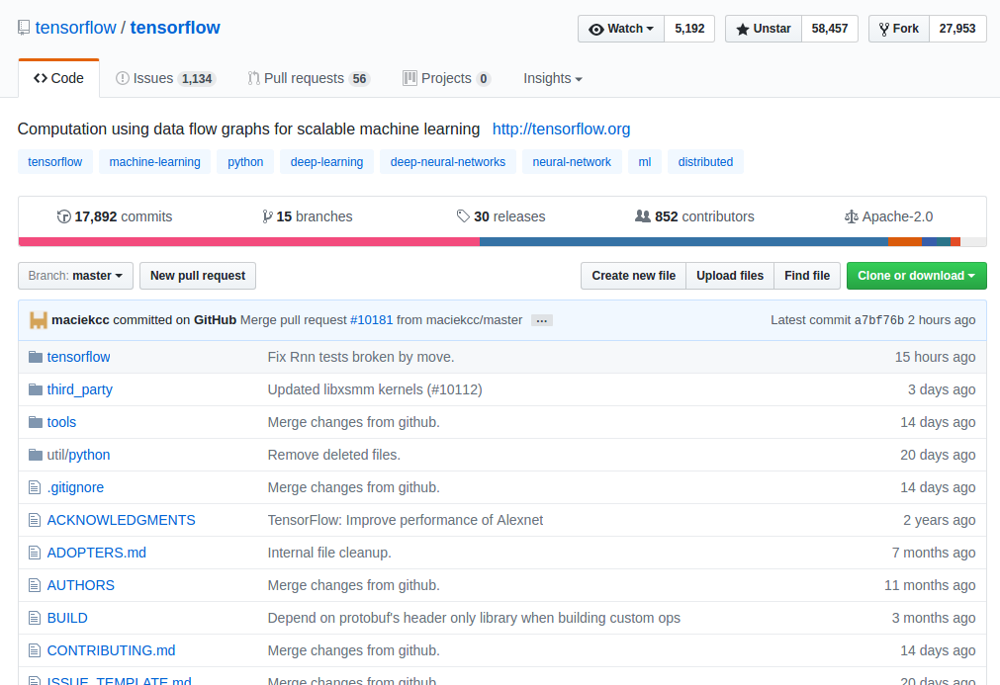 tensorflow / tensorflow
Watch 5,192 Unstar 58,457 Fork 27,953
Code Issues 1,134 Pull requests 56 Projects 0 Insights
Computation using data flow graphs for scalable machine learning http://tensorflow.org
tensorflow machine-learning python deep-learning deep-neural-networks neural-network ml distributed
17,892 commits 15 branches 30 releases 852 contributors Apache-2.0
Branch: master New pull request Create new file Upload files Find file Clone or download
maciekcc committed on GitHub Merge pull request #10181 from maciekcc/master ... Latest commit a7bf76b 2 hours ago
tensorflow Fix Rnn tests broken by move. 15 hours ago
third_party Updated libxsmm kernels (#10112) 3 days ago
tools Merge changes from github. 14 days ago
util/python Remove deleted files. 20 days ago
.gitignore Merge changes from github. 14 days ago
ACKNOWLEDGMENTS TensorFlow: Improve performance of Alexnet 2 years ago
ADOPTERS.md Internal file cleanup. 7 months ago
AUTHORS Merge changes from github. 11 months ago
BUILD Depend on protobuf's header only library when building custom ops 3 months ago
CONTRIBUTING.md Merge changes from github. 14 days ago
ISSUE_TEMPLATE.md Merge changes from github. 20 days ago